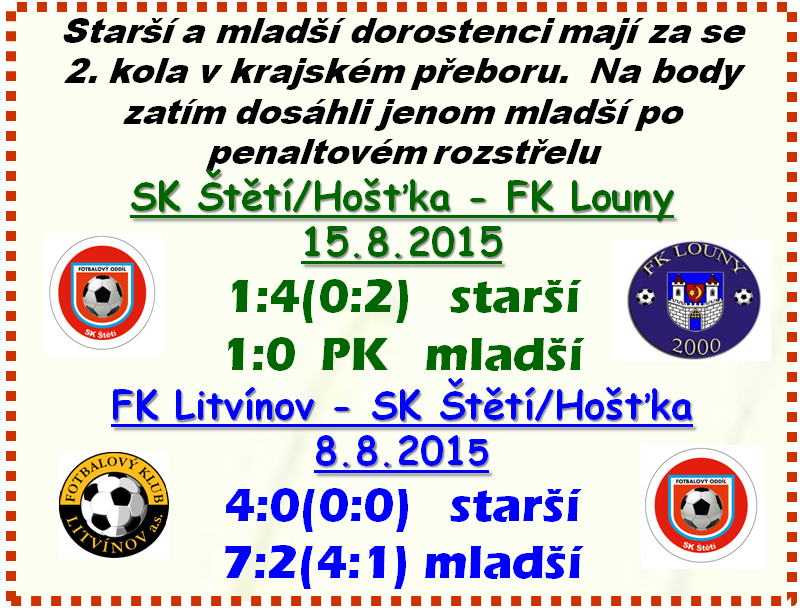 Starší a mladší dorostenci mají za se
2. kola v krajském přeboru.  Na body
zatím dosáhli jenom mladší po
penaltovém rozstřelu
SK Štětí/Hošťka - FK Louny
15.8.2015
FOTBALOVÝ ODDÍL
SK Štětí
1:4(0:2)   starší
FK LOUNY
2000
1:0  PK   mladší
FK Litvínov - SK Štětí/Hošťka
8.8.2015
FOTBALOVÝ KLUB
LITVÍNOV a.s.
4:0(0:0)   starší
FOTBALOVÝ ODDÍL
SK Štětí
7:2(4:1) mladší